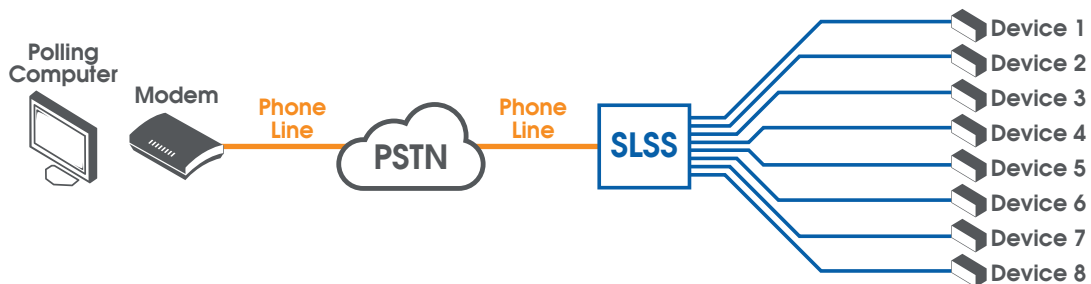 Polling
Computer
Modem
Phone
Line
PSTN
Phone
Line
SLSS
Device 1
Device 2
Device 3
Device 4
Device 5
Device 6
Device 7
Device 8